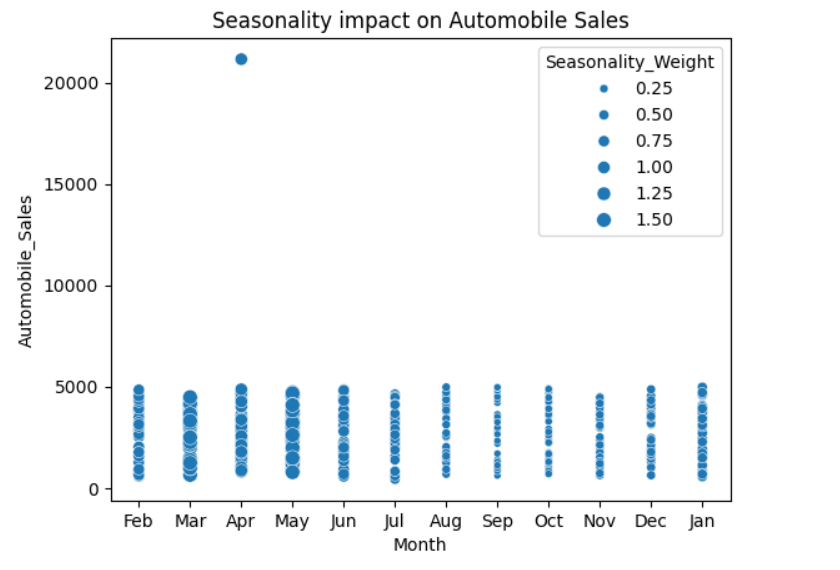 Seasonality impact on Automobile Sales
Seasonality_Weight
0.25
0.50
0.75
1.00
1.25
1.50
Automobile_Sales
20000
15000
10000
5000
0
Feb Mar Apr May Jun Jul Aug Sep Oct Nov Dec Jan
Month